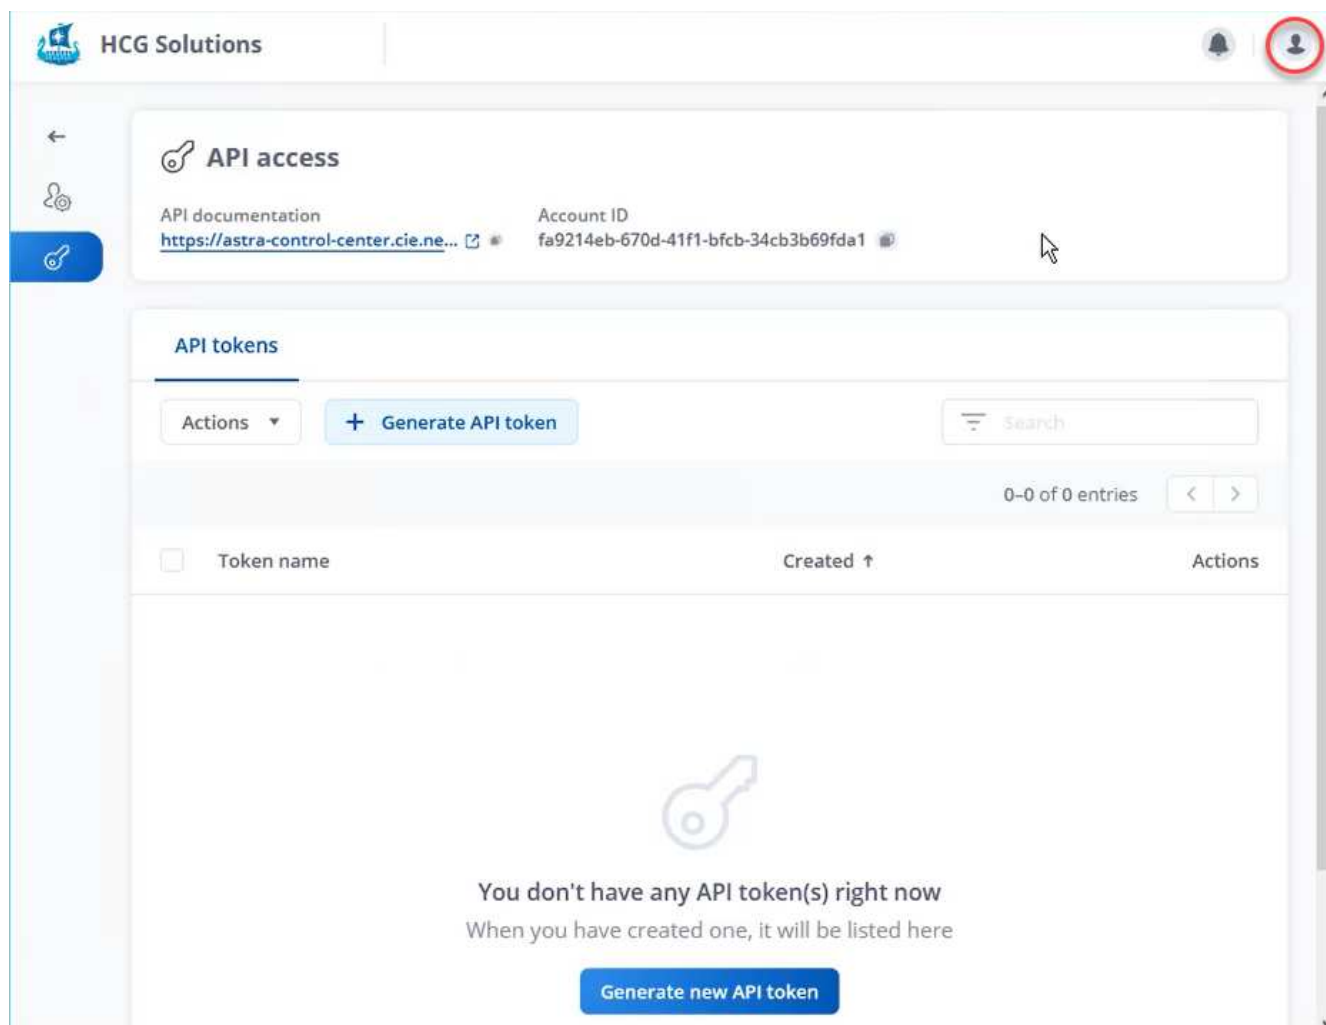 HCG Solutions
API access
API documentation
Account ID
https://astra-control-center.cie.ne...
fa9214eb-670d-41f1-bfcb-34cb3b69fda1
API tokens
Actions
+ Generate API token
Search
0–0 of 0 entries
Token name
Created ↑
Actions
You don't have any API token(s) right now
When you have created one, it will be listed here
Generate new API token